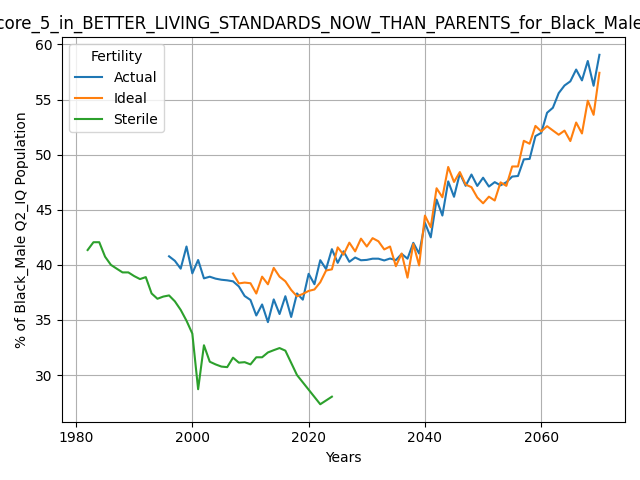 core_5_in_BETTER_LIVING_STANDARDS_NOW_THAN_PARENTS_for_Black_Male
Fertility
Actual
Ideal
Sterile
% of Black_Male Q2_IQ Population
60
55
50
45
40
35
30
1980 2000 2020 2040 2060
Years